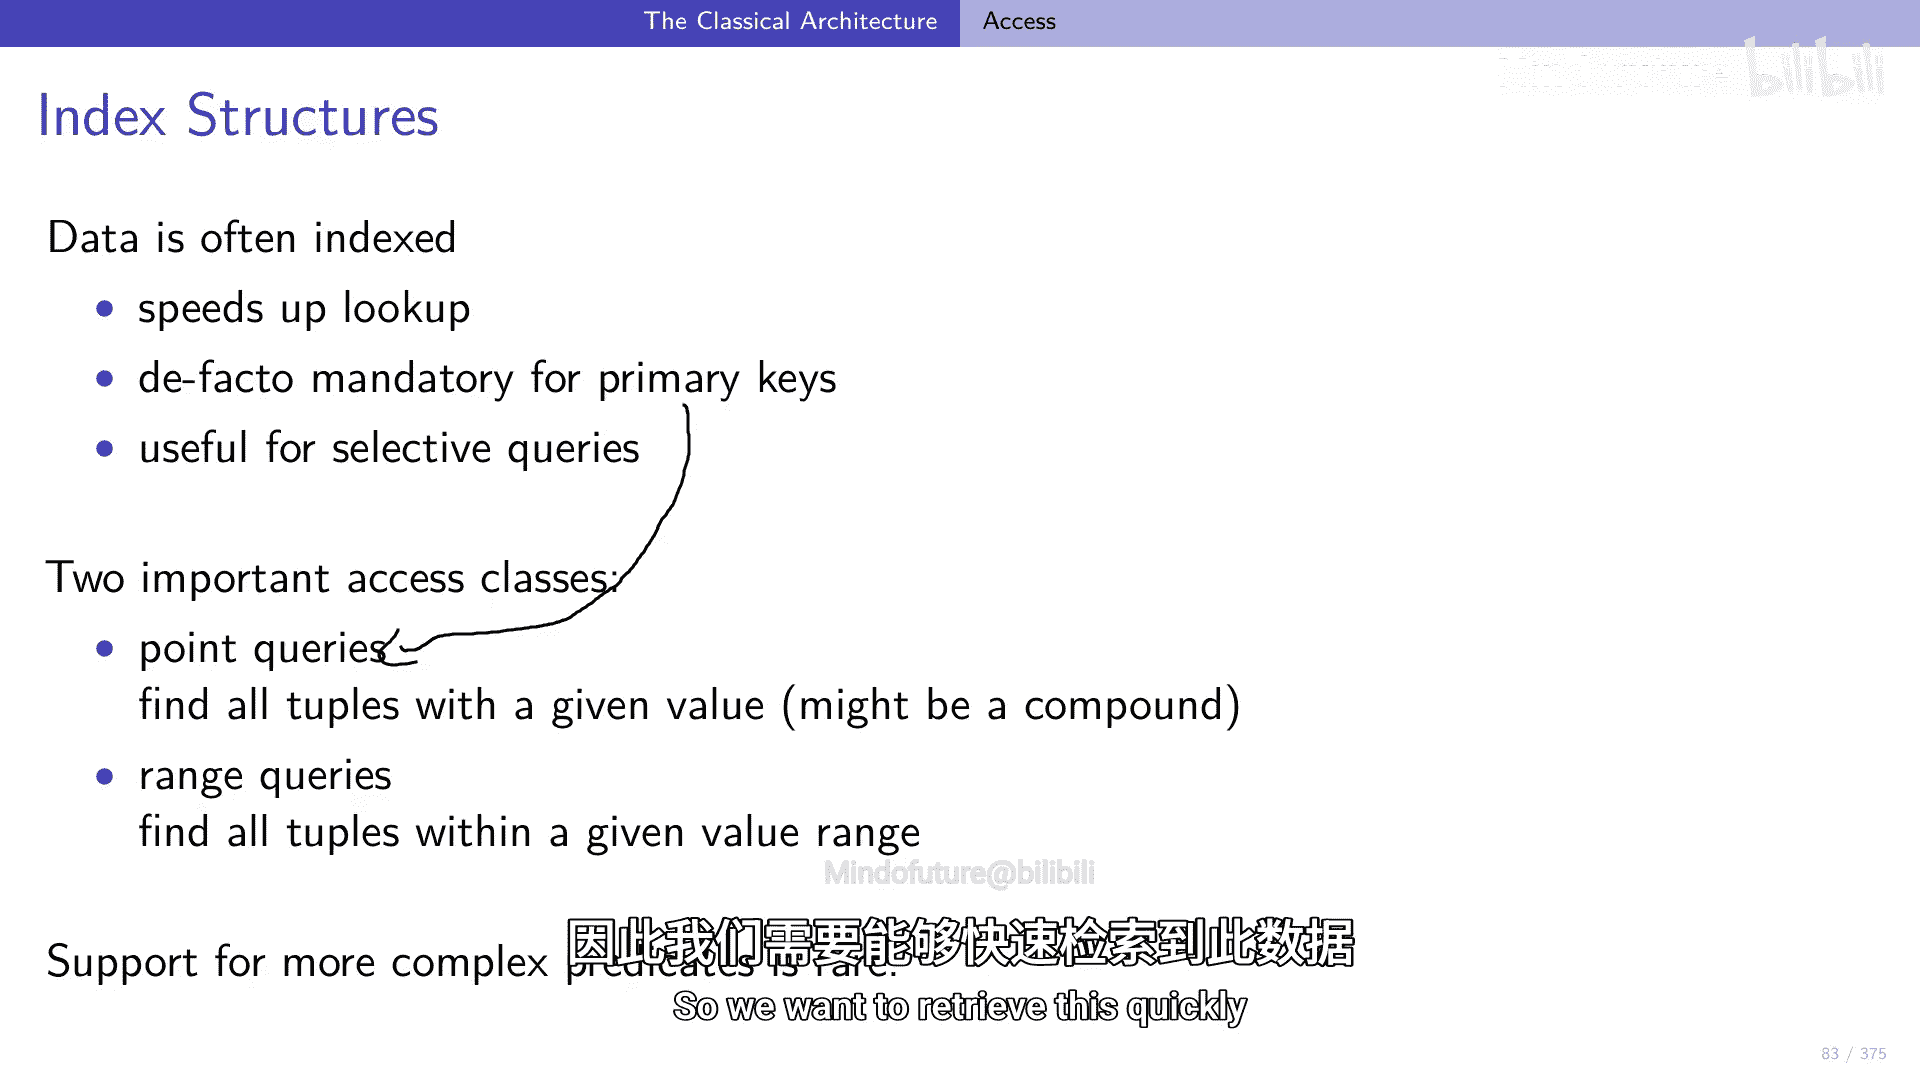 The Classical Architecture Access
bilibili
Index Structures
Data is often indexed
• speeds up lookup
• de-facto mandatory for primary keys
• useful for selective queries
Two important access classes:
• point queries
find all tuples with a given value (might be a compound)
• range queries
find all tuples within a given value range
Mindofuture@bilibili
Support for more complex predicates is rare.
因此我们需要能够快速检索到此数据
So we want to retrieve this quickly
83 / 375